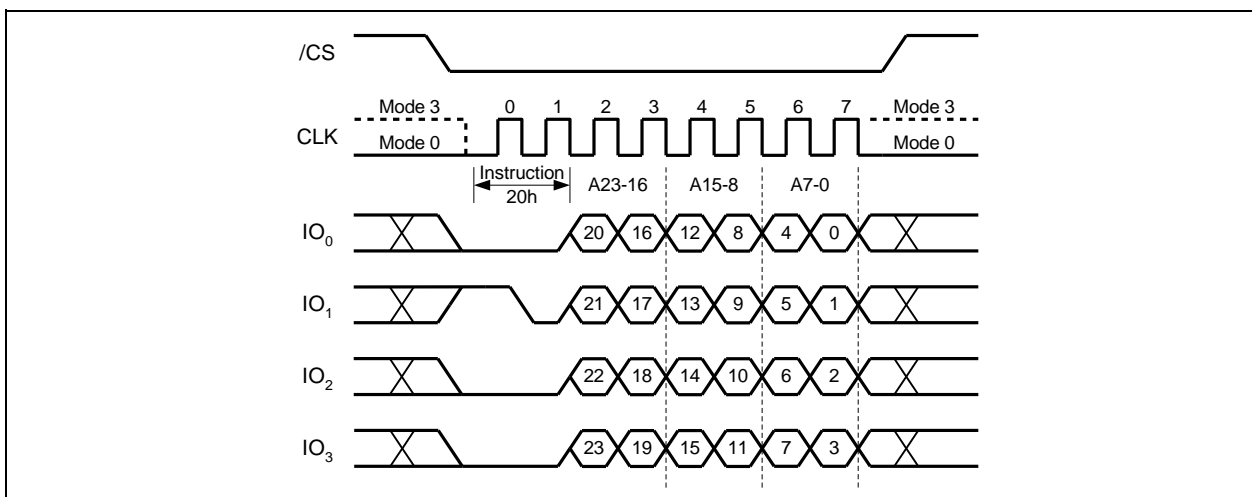 /CS
Mode 3 0 1 2 3 4 5 6 7 Mode 3
CLK
Mode 0 Mode 0
Instruction A23-16 A15-8 A7-0
20h
IO0 20 16 12 8 4 0
IO1 21 17 13 9 5 1
IO2 22 18 14 10 6 2
IO3 23 19 15 11 7 3